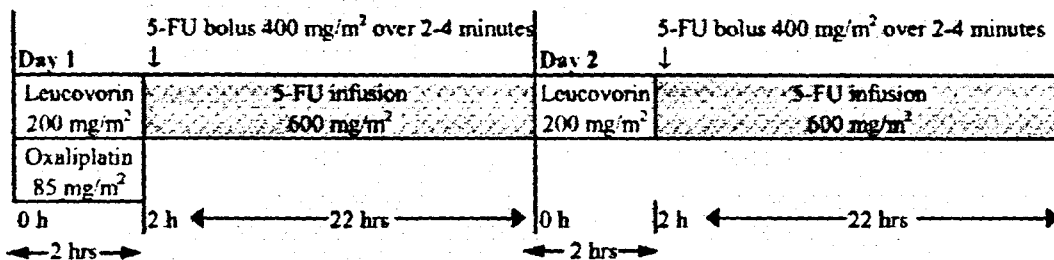 5-FU bolus 400 mg/m² over 2-4 minutes 5-FU bolus 400 mg/m² over 2-4 minutes
Day 1 ↓ Day 2 ↓
Leucovorin 5-FU infusion Leucovorin 5-FU infusion
200 mg/m² 600 mg/m² 200 mg/m² 600 mg/m²
Oxaliplatin
85 mg/m²
0 h 2 h 22 hrs 0 h 2 h 22 hrs
2 hrs 2 hrs